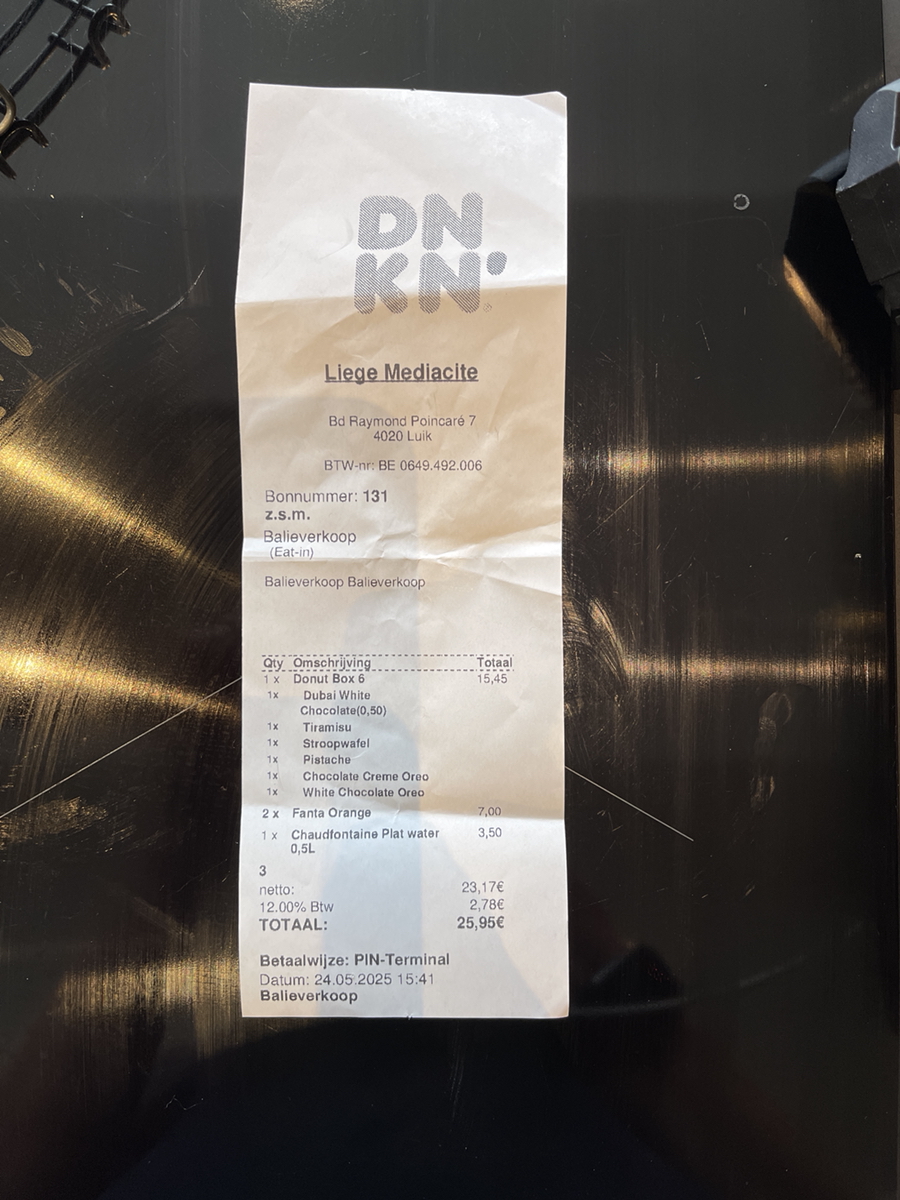 DN
KN'
Liege Mediacite
Bd Raymond Poincaré 7
4020 Luik
BTW-nr: BE 0649.492.006
Bonnummer: 131
z.s.m.
Balieverkoop
(Eat-in)
Balieverkoop Balieverkoop
Qty Omschrijving Totaal
1 x Donut Box 6 15,45
1x Dubai White
Chocolate(0,50)
1x Tiramisu
1x Stroopwafel
1x Pistache
1x Chocolate Creme Oreo
1x White Chocolate Oreo
2 x Fanta Orange 7,00
1 x Chaudfontaine Plat water 3,50
0,5L
3
netto: 23,17€
12.00% Btw 2,78€
TOTAAL: 25,95€
Betaalwijze: PIN-Terminal
Datum: 24.05.2025 15:41
Balieverkoop